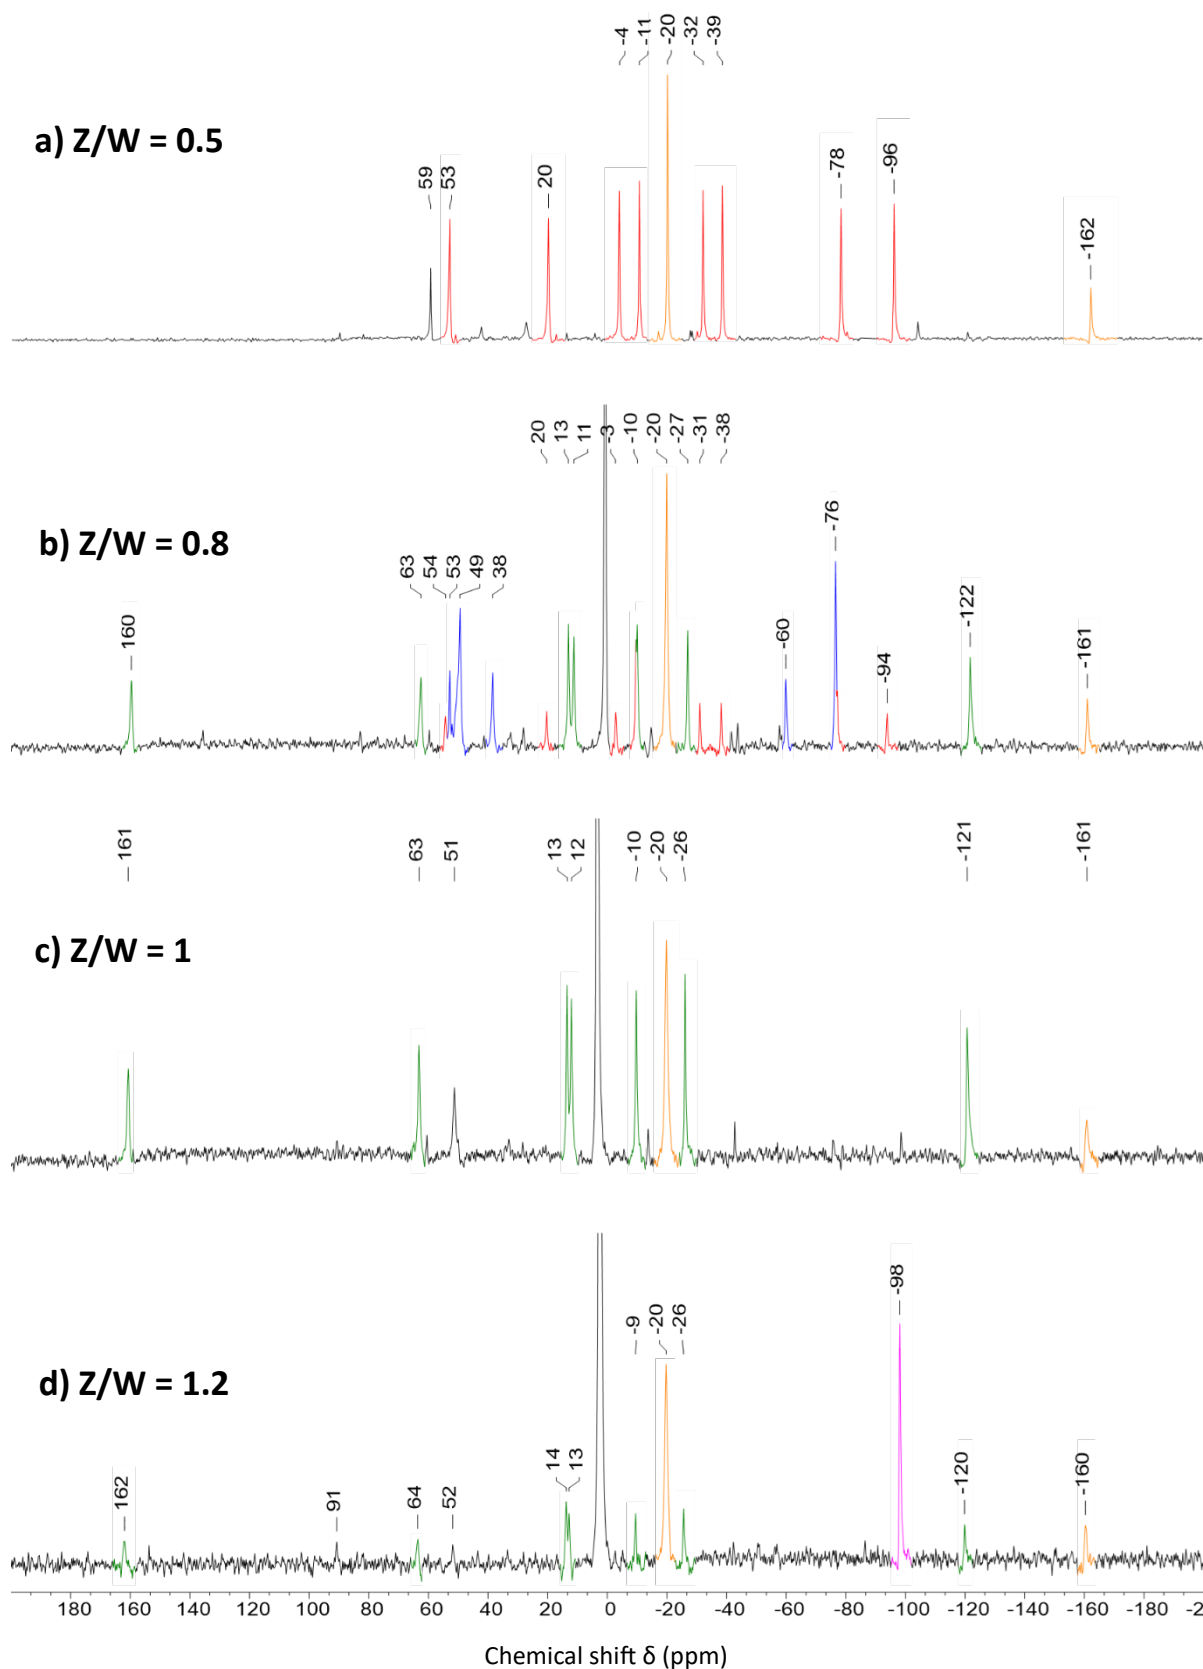 -4 -11 -20 -32 -39
a) Z/W = 0.5
59 53 20 -78 -96 -162
20 13 11 -3 -10 -20 -27 -31 -38
b) Z/W = 0.8
160 63 54 53 49 38 -60 -76 -94 -122 -161
161 63 51 13 12 -10 -20 -26 -121 -161
c) Z/W = 1
-9 -20 -26 -98
d) Z/W = 1.2
162 91 64 52 14 13 -120 -160
180 160 140 120 100 80 60 40 20 0 -20 -40 -60 -80 -100 -120 -140 -160 -180 -2
Chemical shift δ (ppm)